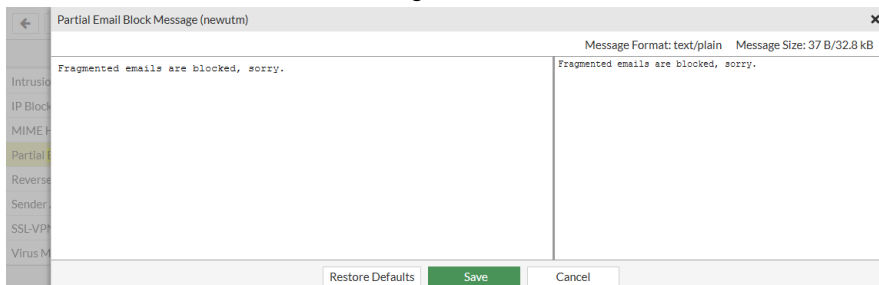 Partial Email Block Message (newutm)
Message Format: text/plain Message Size: 37 B/32.8 kB
Fragmented emails are blocked, sorry.
Fragmented emails are blocked, sorry.
Intrusio
IP Block
MIME H
Partial E
Reverse
Sender
SSL-VPN
Virus M
Restore Defaults Save Cancel